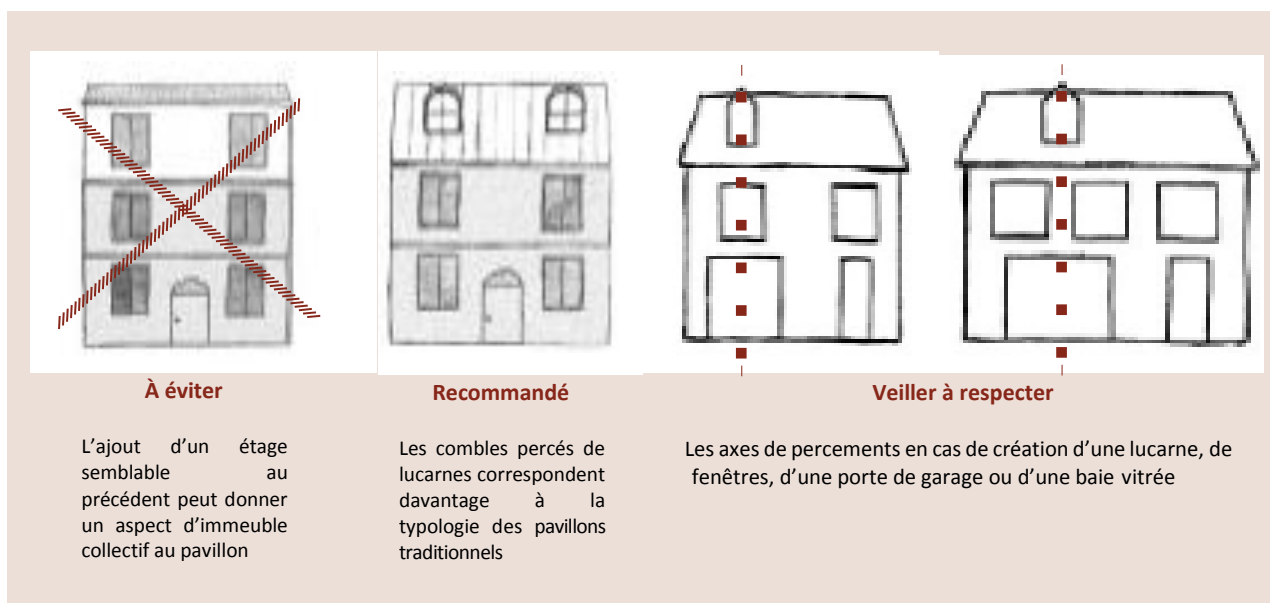 À éviter
L’ajout d’un étage
semblable au
précédent peut donner
un aspect d’immeuble
collectif au pavillon
Recommandé
Les combles percés de
lucarnes correspondent
davantage à la
typologie des pavillons
traditionnels
Veiller à respecter
Les axes de percements en cas de création d’une lucarne, de
fenêtres, d’une porte de garage ou d’une baie vitrée